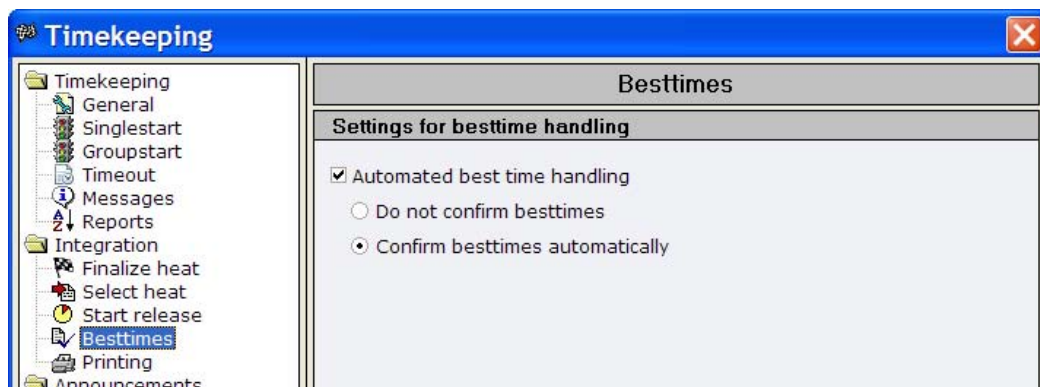 Timekeeping
Timekeeping
General
Singlestart
Groupstart
Timeout
Messages
Reports
Integration
Finalize heat
Select heat
Start release
Besttimes
Printing
Announcements
Besttimes
Settings for besttime handling
Automated best time handling
Do not confirm besttimes
Confirm besttimes automatically